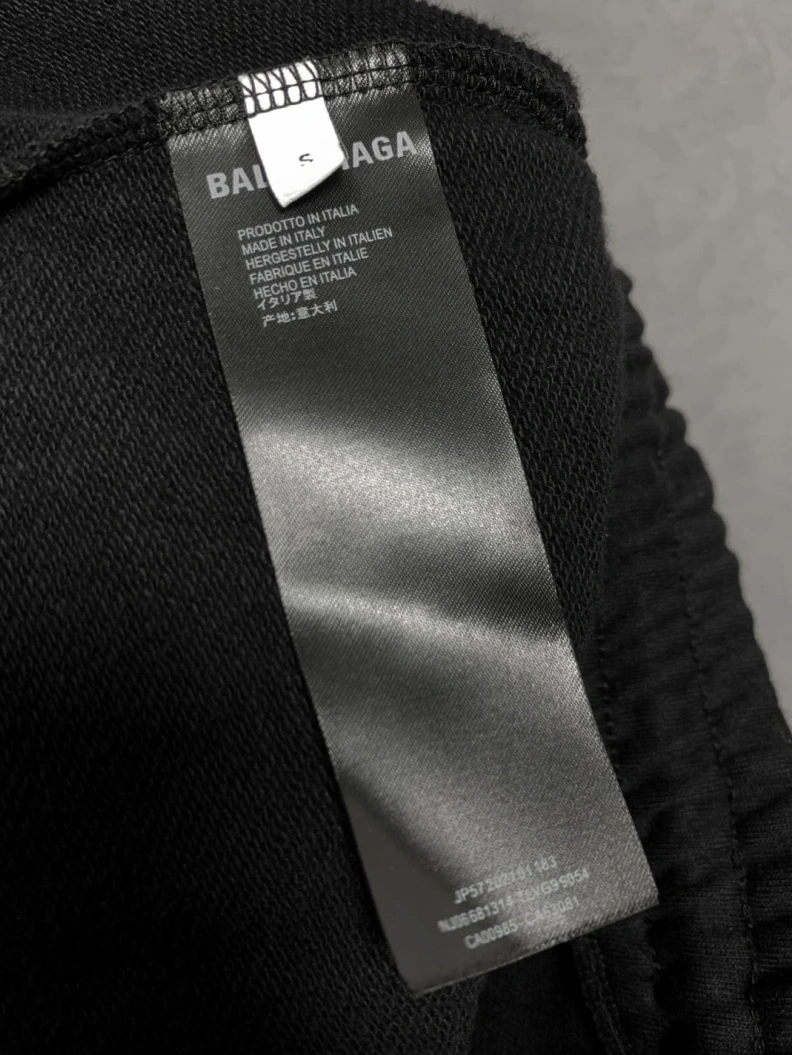 S
BAL AGA
PRODOTTO IN ITALIA
MADE IN ITALY
HERGESTELLY IN ITALIEN
FABRIQUE EN ITALIE
HECHO EN ITALIA
イタリア製
产地:意大利